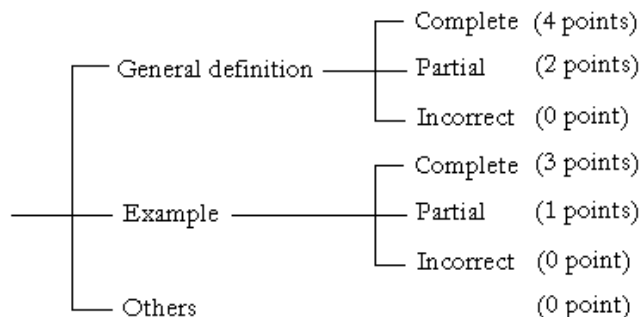 Complete (4 points)
General definition Partial (2 points)
Incorrect (0 point)
Complete (3 points)
Example Partial (1 points)
Incorrect (0 point)
Others (0 point)